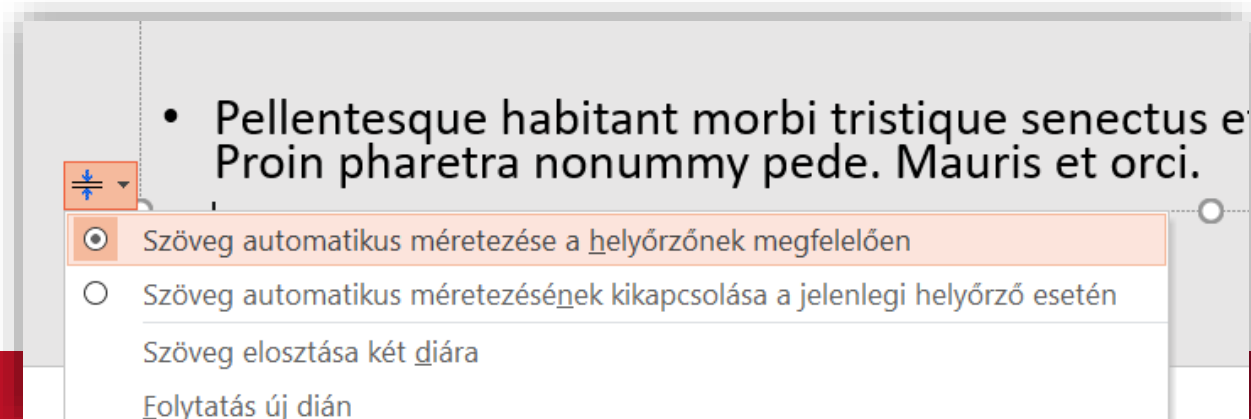 • Pellentesque habitant morbi tristique senectus
Proin pharetra nonummy pede. Mauris et orci.
Szöveg automatikus méretezése a helyőrzőnek megfelelően
Szöveg automatikus méretezésének kikapcsolása a jelenlegi helyőrző esetén
Szöveg elosztása két diára
Folytatás új dián